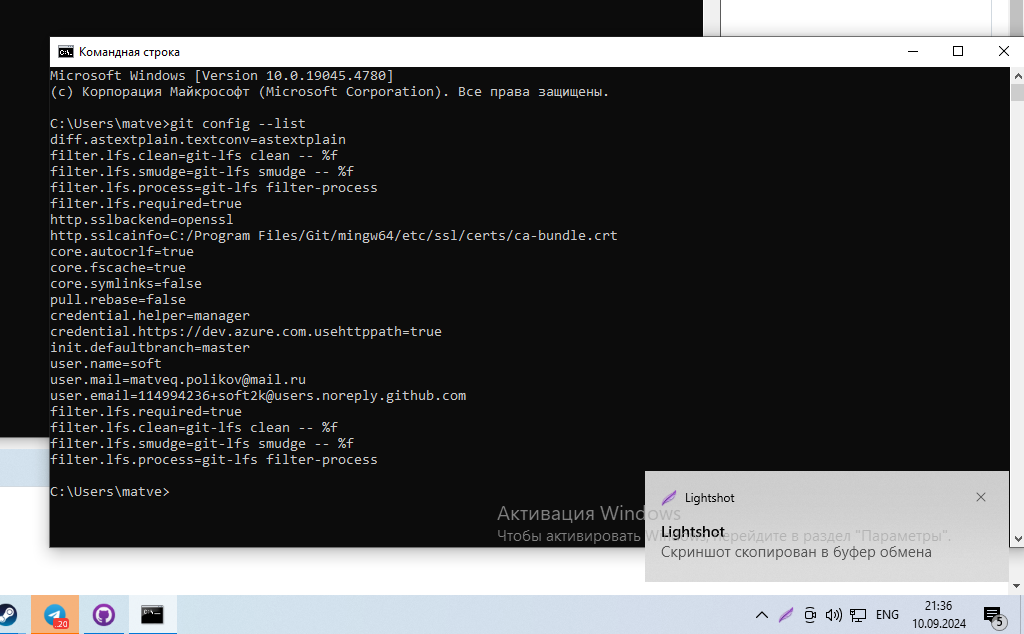 Командная строка
Microsoft Windows [Version 10.0.19045.4780]
(c) Корпорация Майкрософт (Microsoft Corporation). Все права защищены.
C:\Users\matve>git config --list
diff.astextplain.textconv=astextplain
filter.lfs.clean=git-lfs clean -- %f
filter.lfs.smudge=git-lfs smudge -- %f
filter.lfs.process=git-lfs filter-process
filter.lfs.required=true
http.sslbackend=openssl
http.sslcainfo=C:/Program Files/Git/mingw64/etc/ssl/certs/ca-bundle.crt
core.autocrlf=true
core.fscache=true
core.symlinks=false
pull.rebase=false
credential.helper=manager
credential.https://dev.azure.com.usehttppath=true
init.defaultbranch=master
user.name=soft
user.mail=matveq.polikov@mail.ru
user.email=114994236+soft2k@users.noreply.github.com
filter.lfs.required=true
filter.lfs.clean=git-lfs clean -- %f
filter.lfs.smudge=git-lfs smudge -- %f
filter.lfs.process=git-lfs filter-process
C:\Users\matve>
Lightshot
Активация Windows
Lightshot
Чтобы активировать Windows, перейдите в раздел "Параметры".
Скриншот скопирован в буфер обмена
20
ENG
21:36
10.09.2024
5